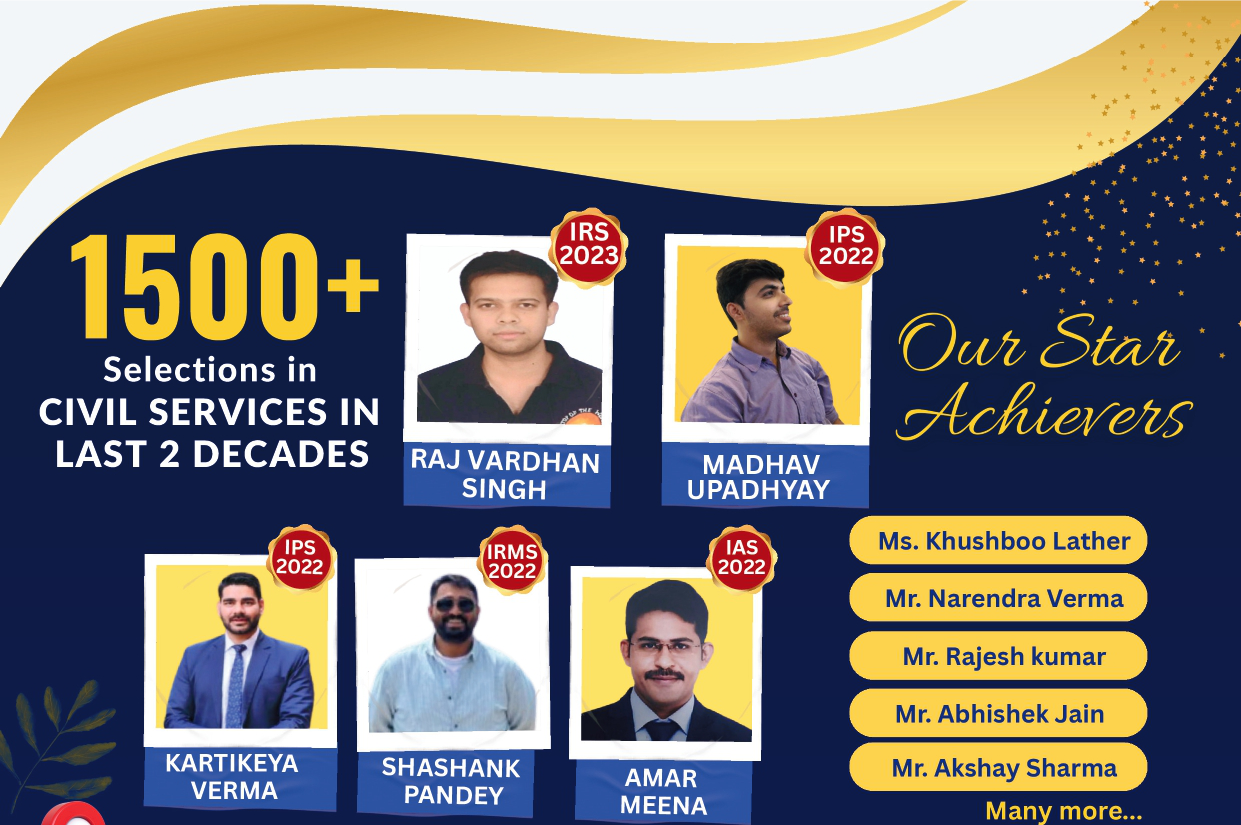 1500+
Selections in
CIVIL SERVICES IN
LAST 2 DECADES
IRS
2023
RAJ VARDHAN
SINGH
IPS
2022
MADHAV
UPADHYAY
Our Star
Achievers
IPS
2022
KARTIKEYA
VERMA
IRMS
2022
SHASHANK
PANDEY
IAS
2022
AMAR
MEENA
Ms. Khushboo Lather
Mr. Narendra Verma
Mr. Rajesh kumar
Mr. Abhishek Jain
Mr. Akshay Sharma
Many more...